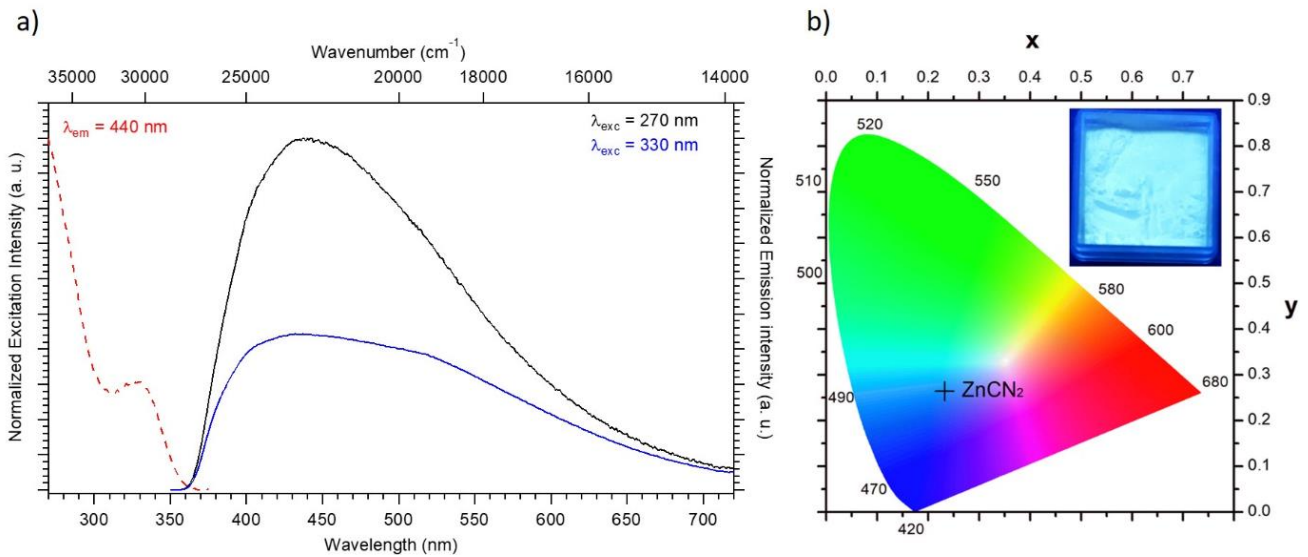 a)
Wavenumber (cm⁻¹)
35000 30000 25000 20000 18000 16000 14000
λem = 440 nm
λexc = 270 nm
λexc = 330 nm
Normalized Excitation Intensity (a. u.)
Normalized Emission intensity (a. u.)
300 350 400 450 500 550 600 650 700
Wavelength (nm)
b)
x
0.0 0.1 0.2 0.3 0.4 0.5 0.6 0.7
0.9
0.8
0.7
0.6
0.5
0.4
0.3
0.2
0.1
0.0
y
520
510
550
500
580
600
490
ZnCN₂
680
470
420